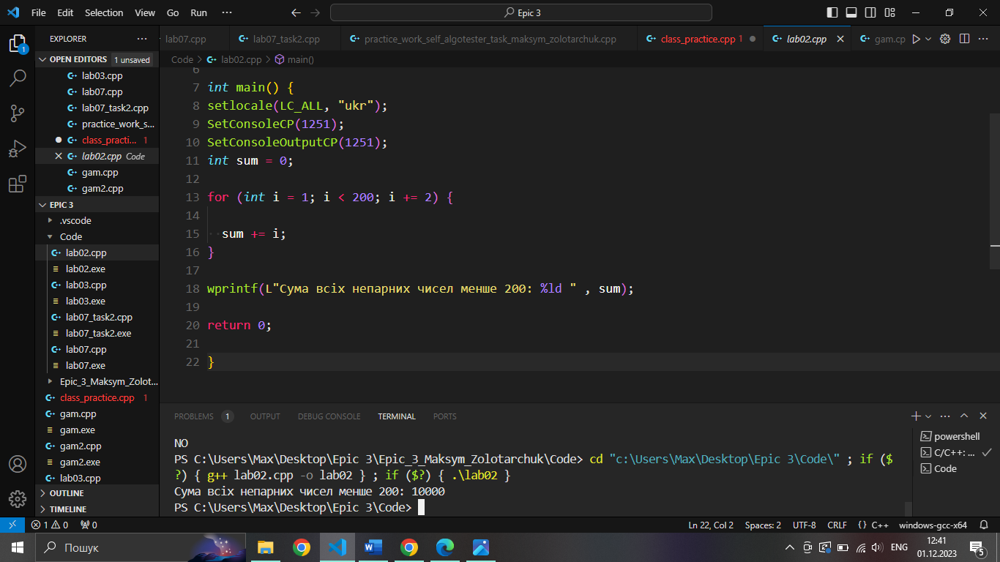 File Edit Selection View Go Run ··· Epic 3
EXPLORER ···
OPEN EDITORS 1 unsaved
lab03.cpp
lab07.cpp
lab07_task2.cpp
practice_work_s...
class_practi... 1
lab02.cpp Code
gam.cpp
gam2.cpp
EPIC 3
.vscode
Code
lab02.cpp
lab02.exe
lab03.cpp
lab03.exe
lab07_task2.cpp
lab07_task2.exe
lab07.cpp
lab07.exe
Epic_3_Maksym_Zolot...
class_practice.cpp 1
gam.cpp
gam.exe
gam2.cpp
gam2.exe
lab03.cpp
OUTLINE
TIMELINE
lab07.cpp lab07_task2.cpp practice_work_self_algotester_task_maksym_zolotarchuk.cpp class_practice.cpp 1 lab02.cpp gam.cp ···
Code > lab02.cpp > main()
6
7 int main() {
8 setlocale(LC_ALL, "ukr");
9 SetConsoleCP(1251);
10 SetConsoleOutputCP(1251);
11 int sum = 0;
12
13 for (int i = 1; i < 200; i += 2) {
14
15 sum += i;
16 }
17
18 wprintf(L"Сума всіх непарних чисел менше 200: %ld " , sum);
19
20 return 0;
21
22 }
PROBLEMS 1 OUTPUT DEBUG CONSOLE TERMINAL PORTS
NO
PS C:\Users\Max\Desktop\Epic 3\Epic_3_Maksym_Zolotarchuk\Code> cd "c:\Users\Max\Desktop\Epic 3\Code\" ; if ($
?) { g++ lab02.cpp -o lab02 } ; if ($?) { .\lab02 }
Сума всіх непарних чисел менше 200: 10000
PS C:\Users\Max\Desktop\Epic 3\Code>
powershell
C/C++: ...
Code
1 0 0 Ln 22, Col 2 Spaces: 2 UTF-8 CRLF {} C++ windows-gcc-x64
Пошук ENG 12:41
01.12.2023 5